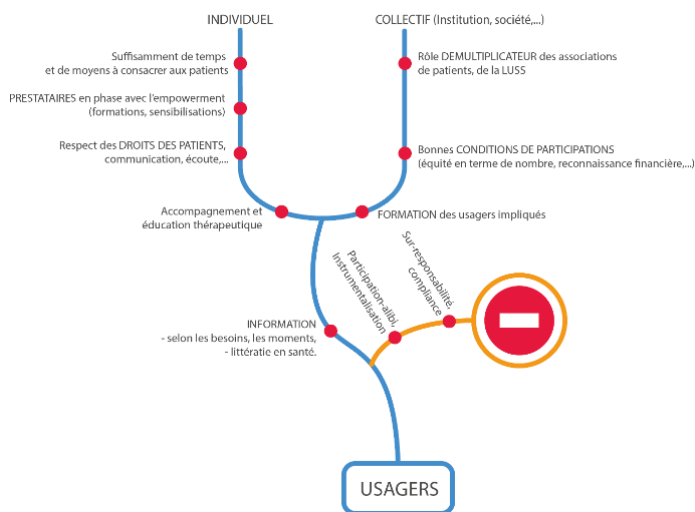 INDIVIDUEL
COLLECTIF (Institution, société,...)
Suffisamment de temps
et de moyens à consacrer aux patients
Rôle DEMULTIPLICATEUR des associations
de patients, de la LUSS
PRESTATAIRES en phase avec l'empowerment
(formations, sensibilisations)
Respect des DROITS DES PATIENTS,
communication, écoute,...
Bonnes CONDITIONS DE PARTICIPATIONS
(équité en terme de nombre, reconnaissance financière,...)
Accompagnement et
éducation thérapeutique
FORMATION des usagers impliqués
Sur-responsabilité,
compliance
Participation-alibi,
Instrumentalisation
INFORMATION
- selon les besoins, les moments,
- littératie en santé.
USAGERS